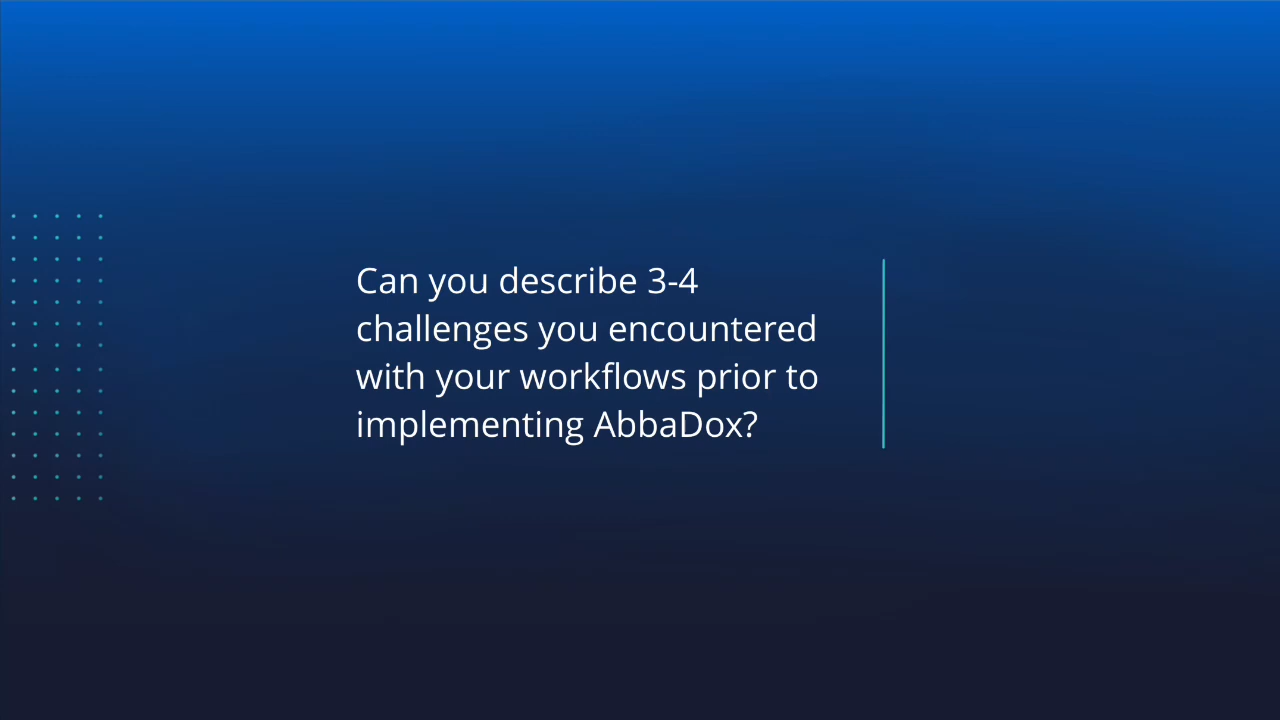 Can you describe 3-4
challenges you encountered
with your workflows prior to
implementing AbbaDox?